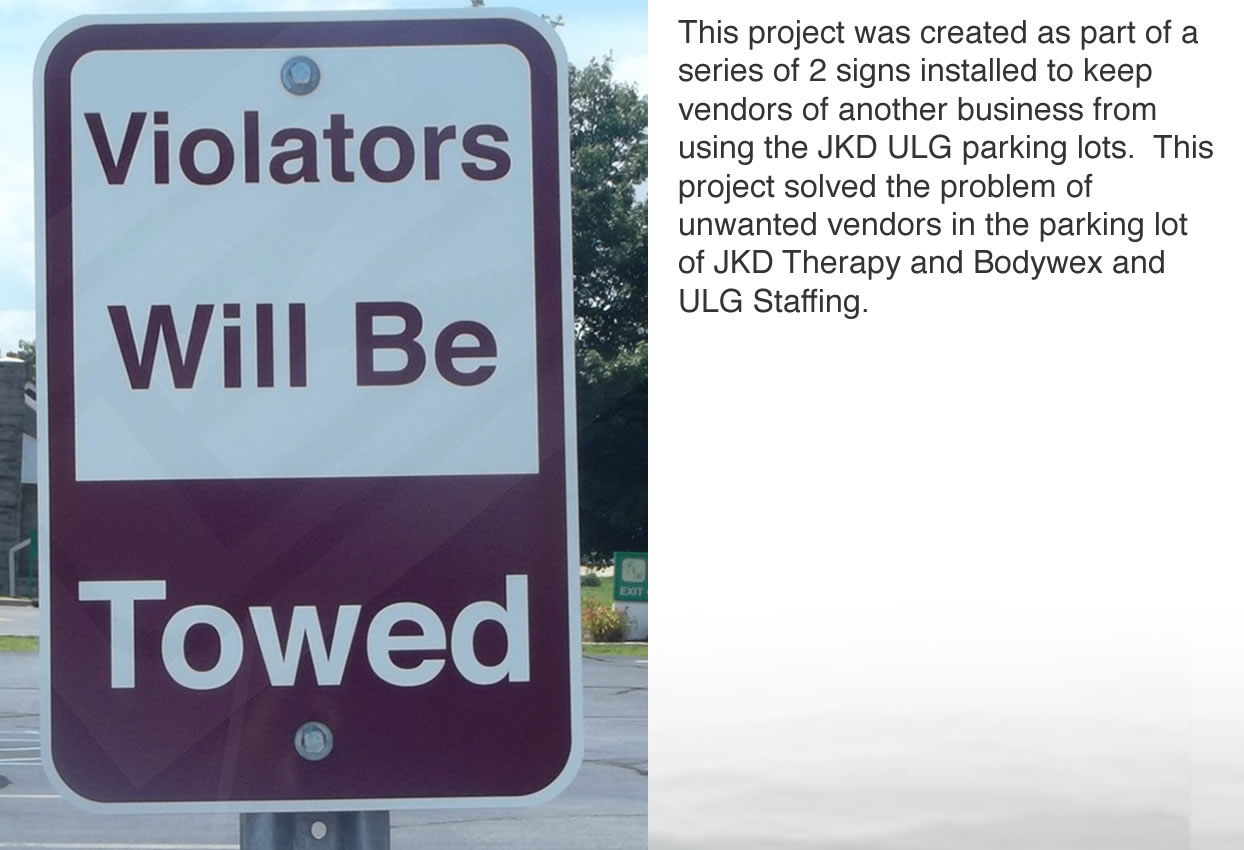 Violators
Will Be
Towed
EXIT
This project was created as part of a
series of 2 signs installed to keep
vendors of another business from
using the JKD ULG parking lots.  This
project solved the problem of
unwanted vendors in the parking lot
of JKD Therapy and Bodywex and
ULG Staffing.